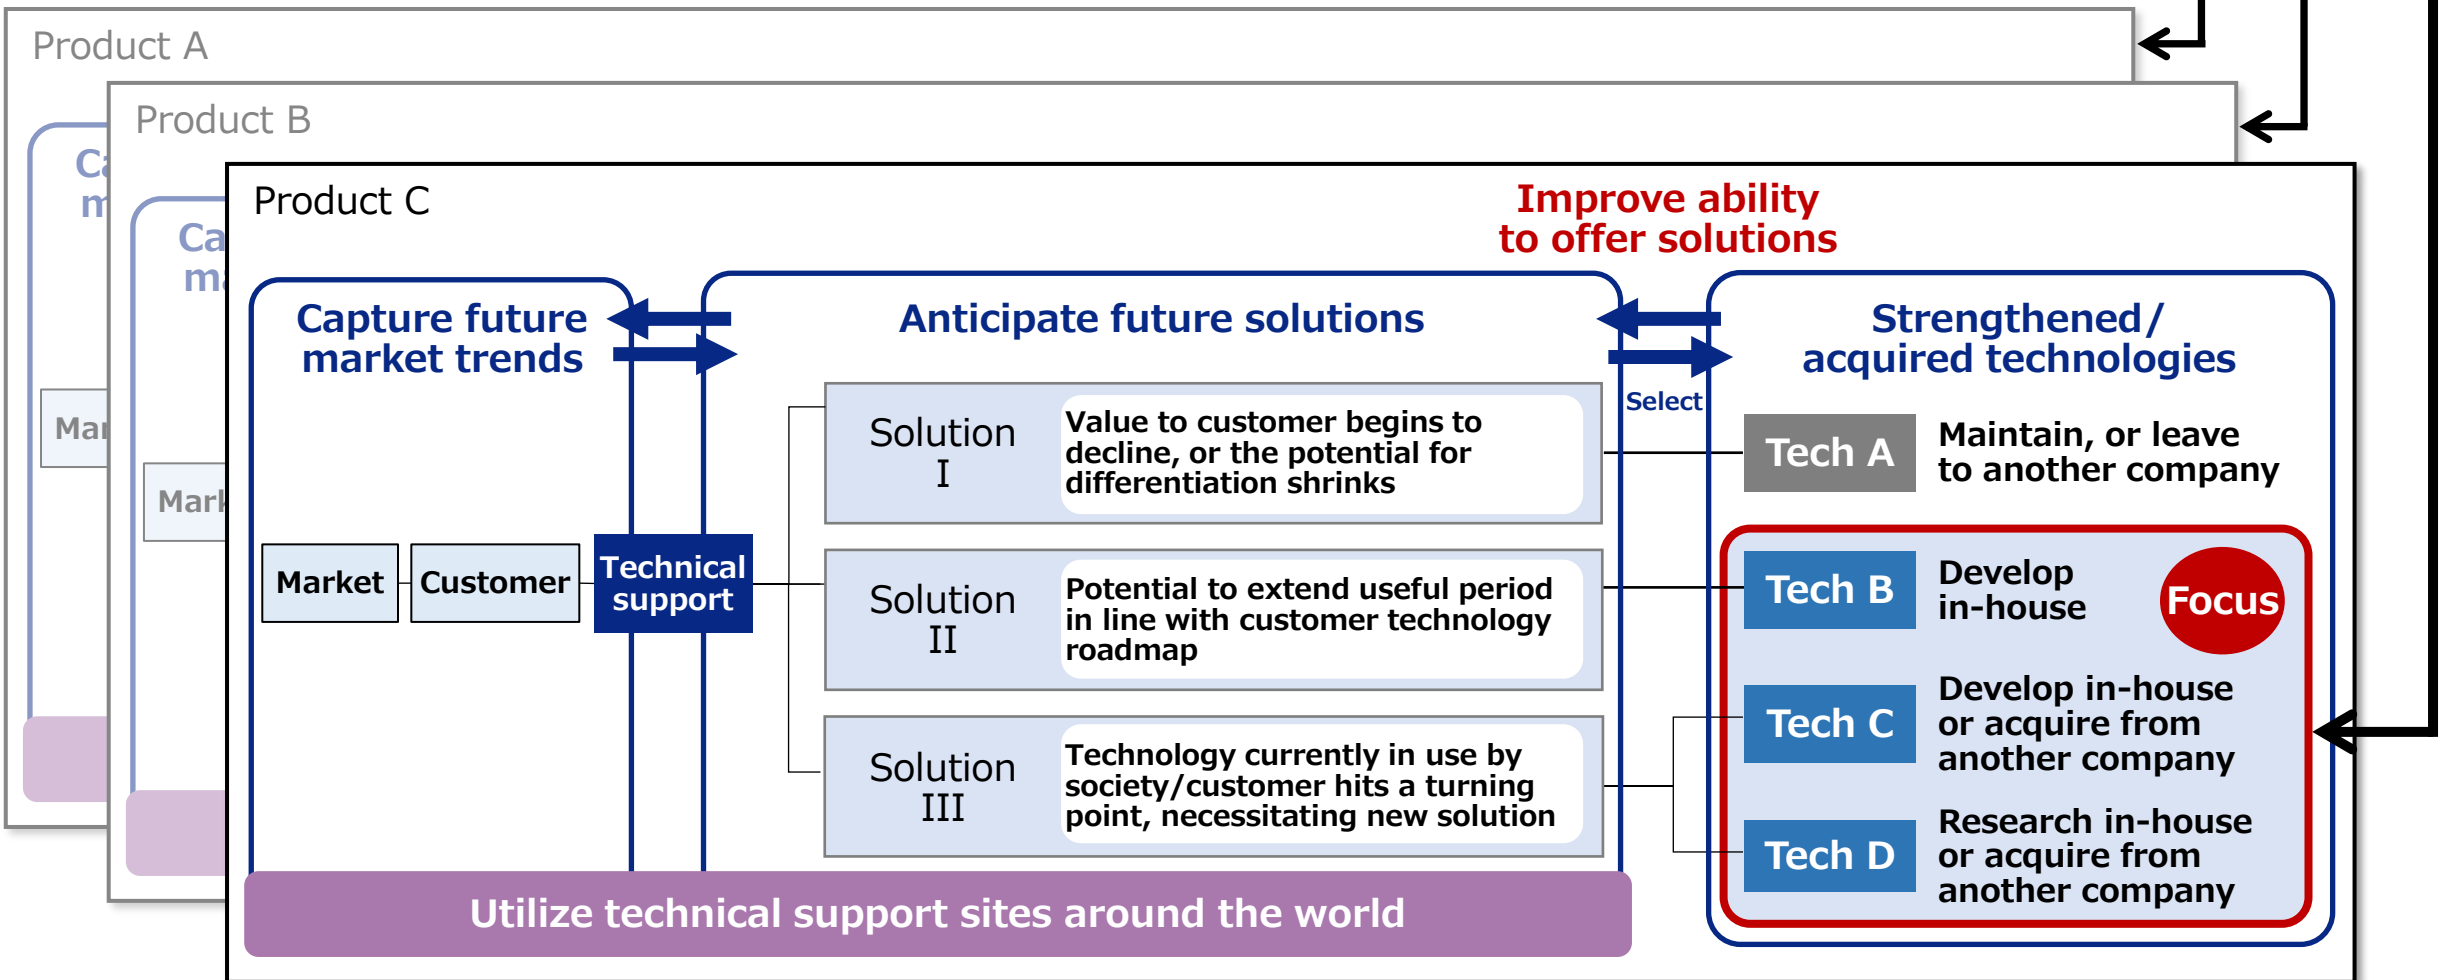 Product A
Product B
Product C
Improve ability
to offer solutions
Capture future
market trends
Anticipate future solutions
Strengthened/
acquired technologies
Select
Market
Customer
Technical
support
Solution
I
Value to customer begins to
decline, or the potential for
differentiation shrinks
Solution
II
Potential to extend useful period
in line with customer technology
roadmap
Solution
III
Technology currently in use by
society/customer hits a turning
point, necessitating new solution
Tech A
Maintain, or leave
to another company
Tech B
Develop
in-house
Focus
Tech C
Develop in-house
or acquire from
another company
Tech D
Research in-house
or acquire from
another company
Utilize technical support sites around the world